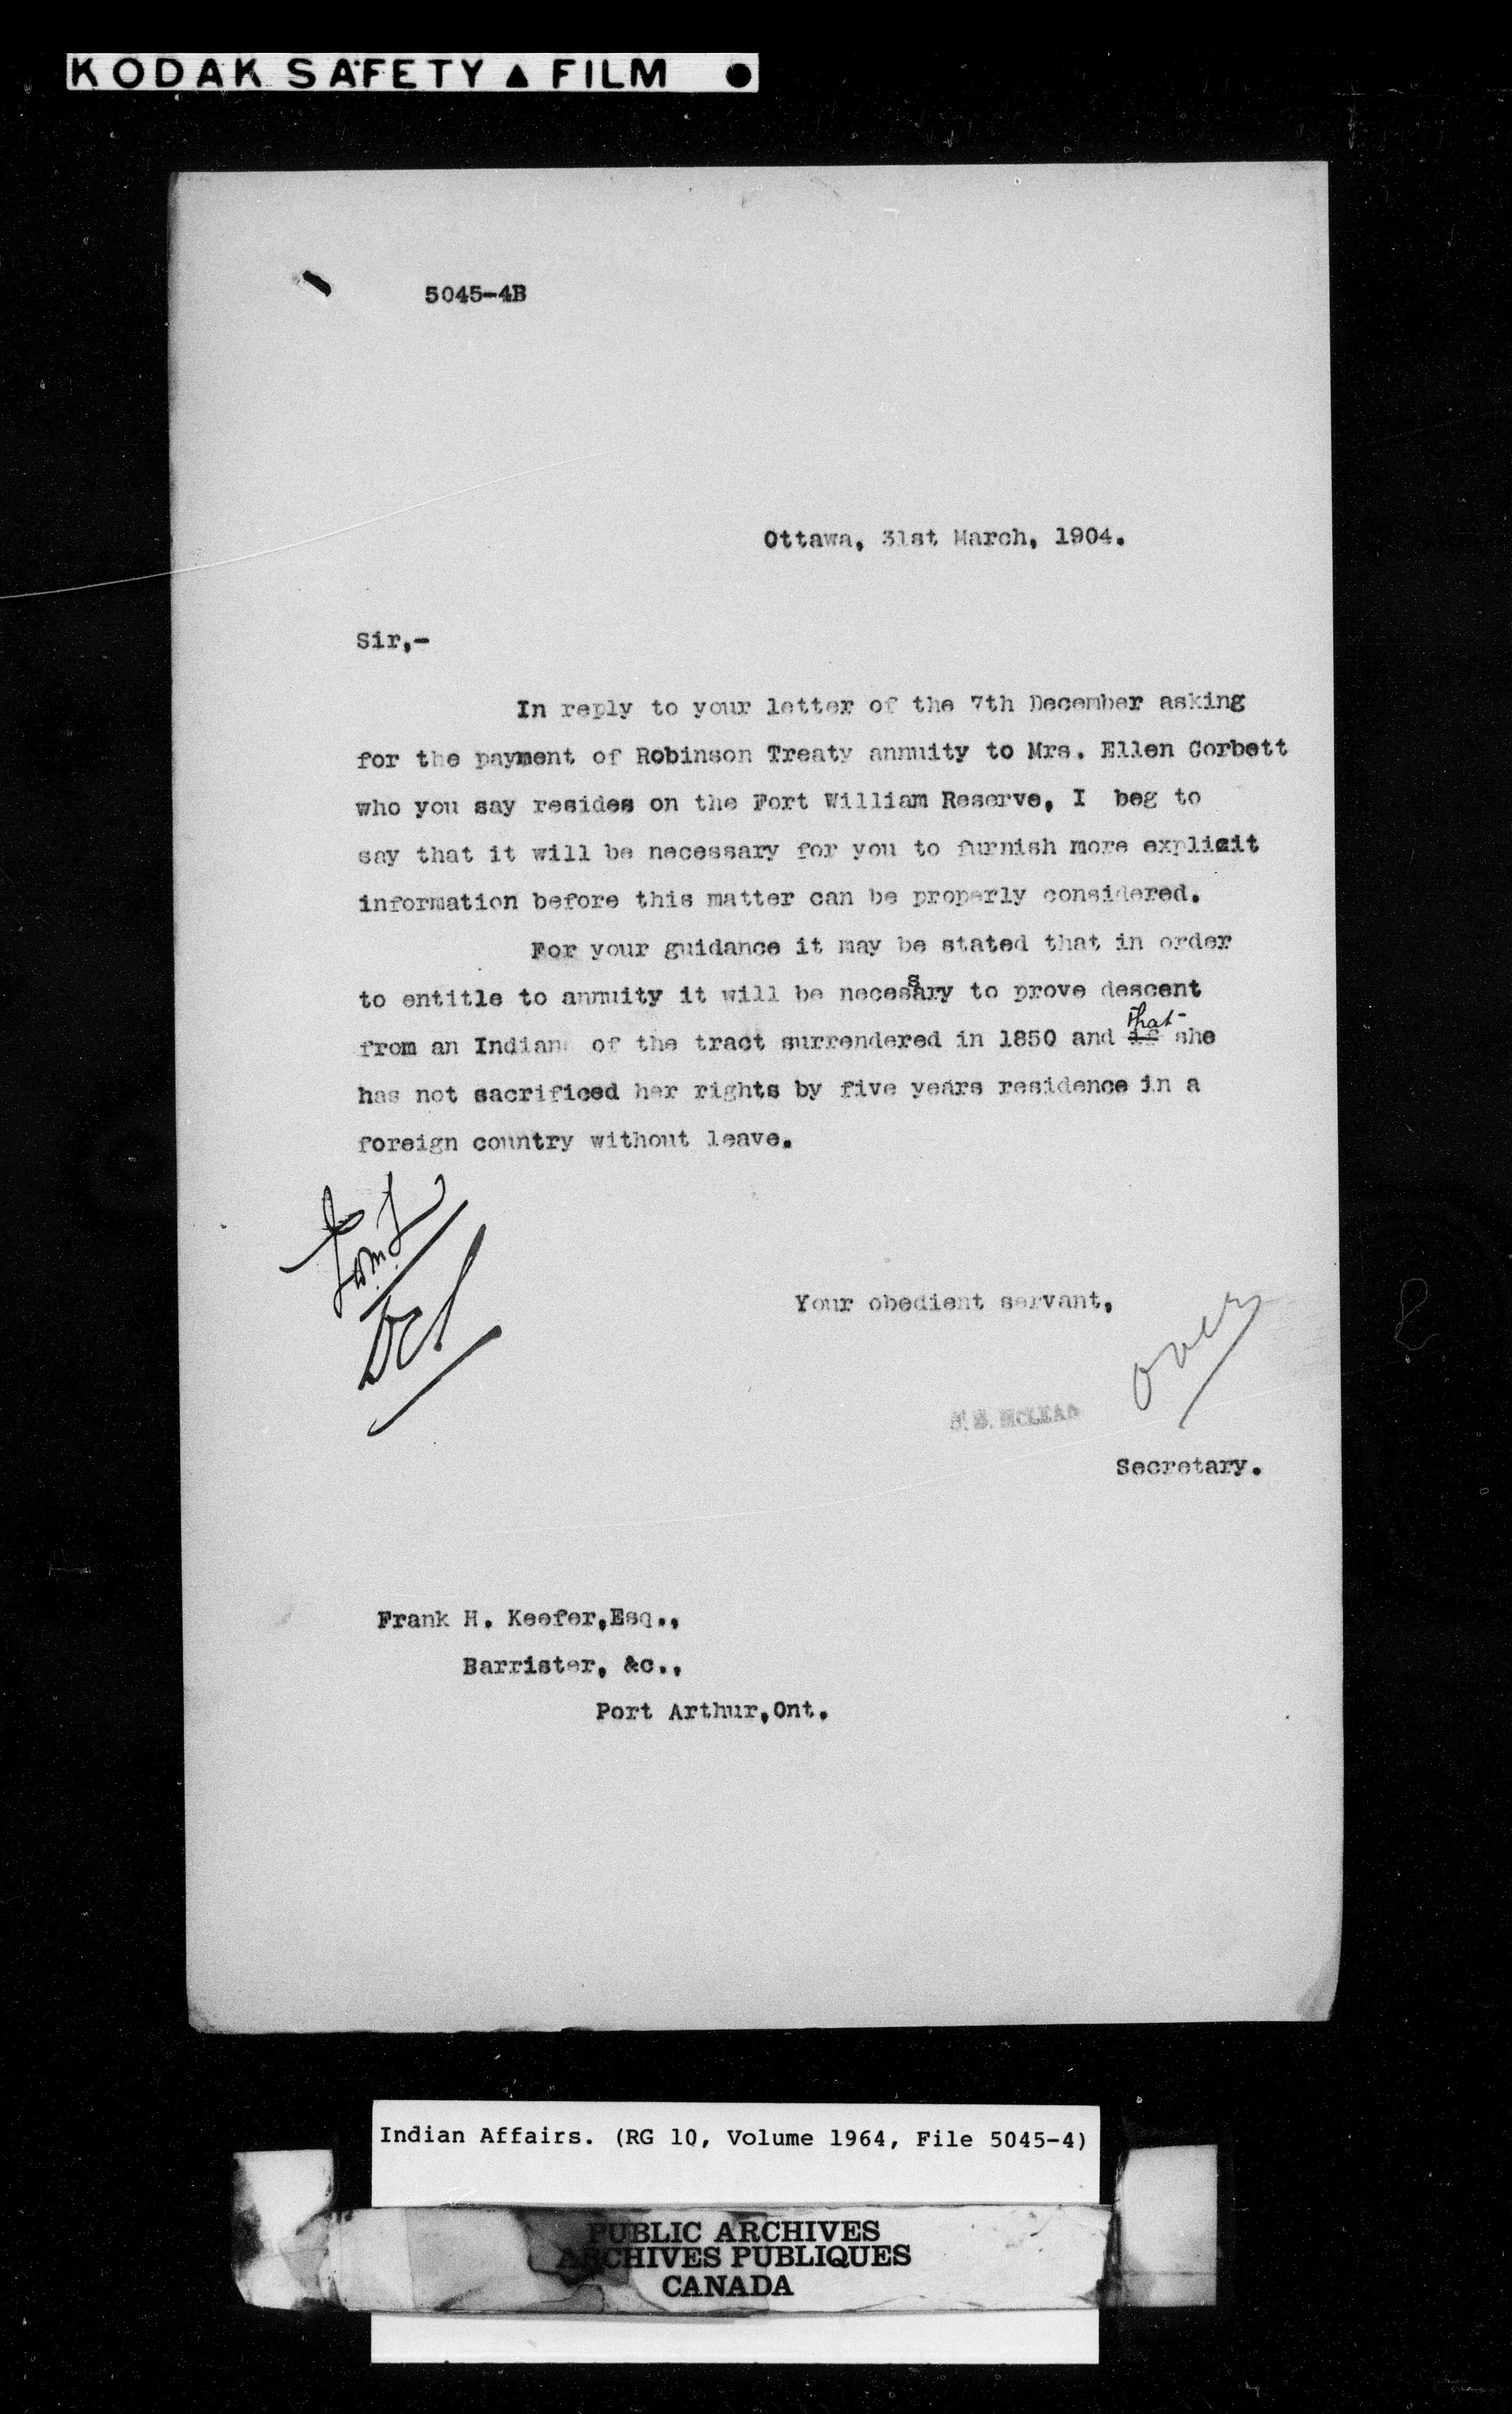 KODAK SAFETY ▲ FILM ●
5045-4B
Ottawa, 31st March, 1904.
Sir,-
In reply to your letter of the 7th December asking
for the payment of Robinson Treaty annuity to Mrs. Ellen Corbett
who you say resides on the Fort William Reserve, I beg to
say that it will be necessary for you to furnish more explicit
information before this matter can be properly considered.
For your guidance it may be stated that in order
to entitle to annuity it will be necessary to prove descent
from an Indian of the tract surrendered in 1850 and that she
has not sacrificed her rights by five years residence in a
foreign country without leave.
Your obedient servant,
over
J. D. McLEAN
Secretary.
Frank H. Keefer,Esq.,
Barrister, &c.,
Port Arthur,Ont.
Indian Affairs. (RG 10, Volume 1964, File 5045-4)
PUBLIC ARCHIVES
ARCHIVES PUBLIQUES
CANADA